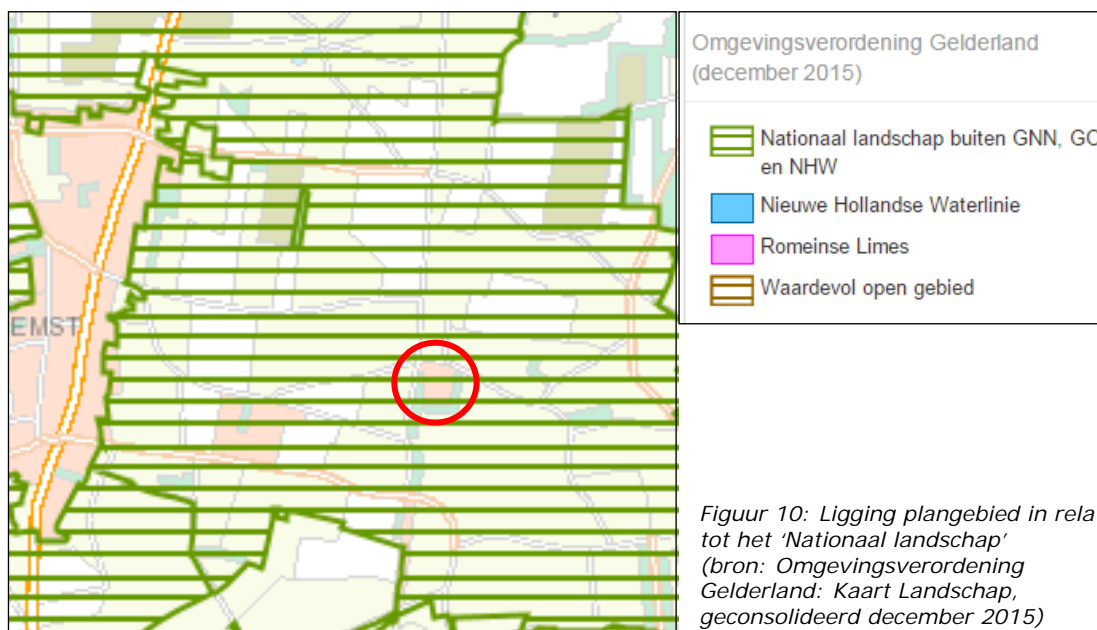 EMST
Omgevingsverordening Gelderland
(december 2015)
Nationaal landschap buiten GNN, GO
en NHW
Nieuwe Hollandse Waterlinie
Romeinse Limes
Waardevol open gebied
Figuur 10: Ligging plangebied in rela
tot het ‘Nationaal landschap’
(bron: Omgevingsverordening
Gelderland: Kaart Landschap,
geconsolideerd december 2015)